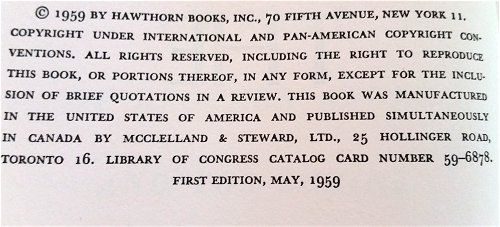 © 1959 BY HAWTHORN BOOKS, INC., 70 FIFTH AVENUE, NEW YORK 11.
COPYRIGHT UNDER INTERNATIONAL AND PAN-AMERICAN COPYRIGHT CON-
VENTIONS. ALL RIGHTS RESERVED, INCLUDING THE RIGHT TO REPRODUCE
THIS BOOK, OR PORTIONS THEREOF, IN ANY FORM, EXCEPT FOR THE INCLU-
SION OF BRIEF QUOTATIONS IN A REVIEW. THIS BOOK WAS MANUFACTURED
IN THE UNITED STATES OF AMERICA AND PUBLISHED SIMULTANEOUSLY
IN CANADA BY MCCLELLAND & STEWARD, LTD., 25 HOLLINGER ROAD,
TORONTO 16. LIBRARY OF CONGRESS CATALOG CARD NUMBER 59-6878.
FIRST EDITION, MAY, 1959